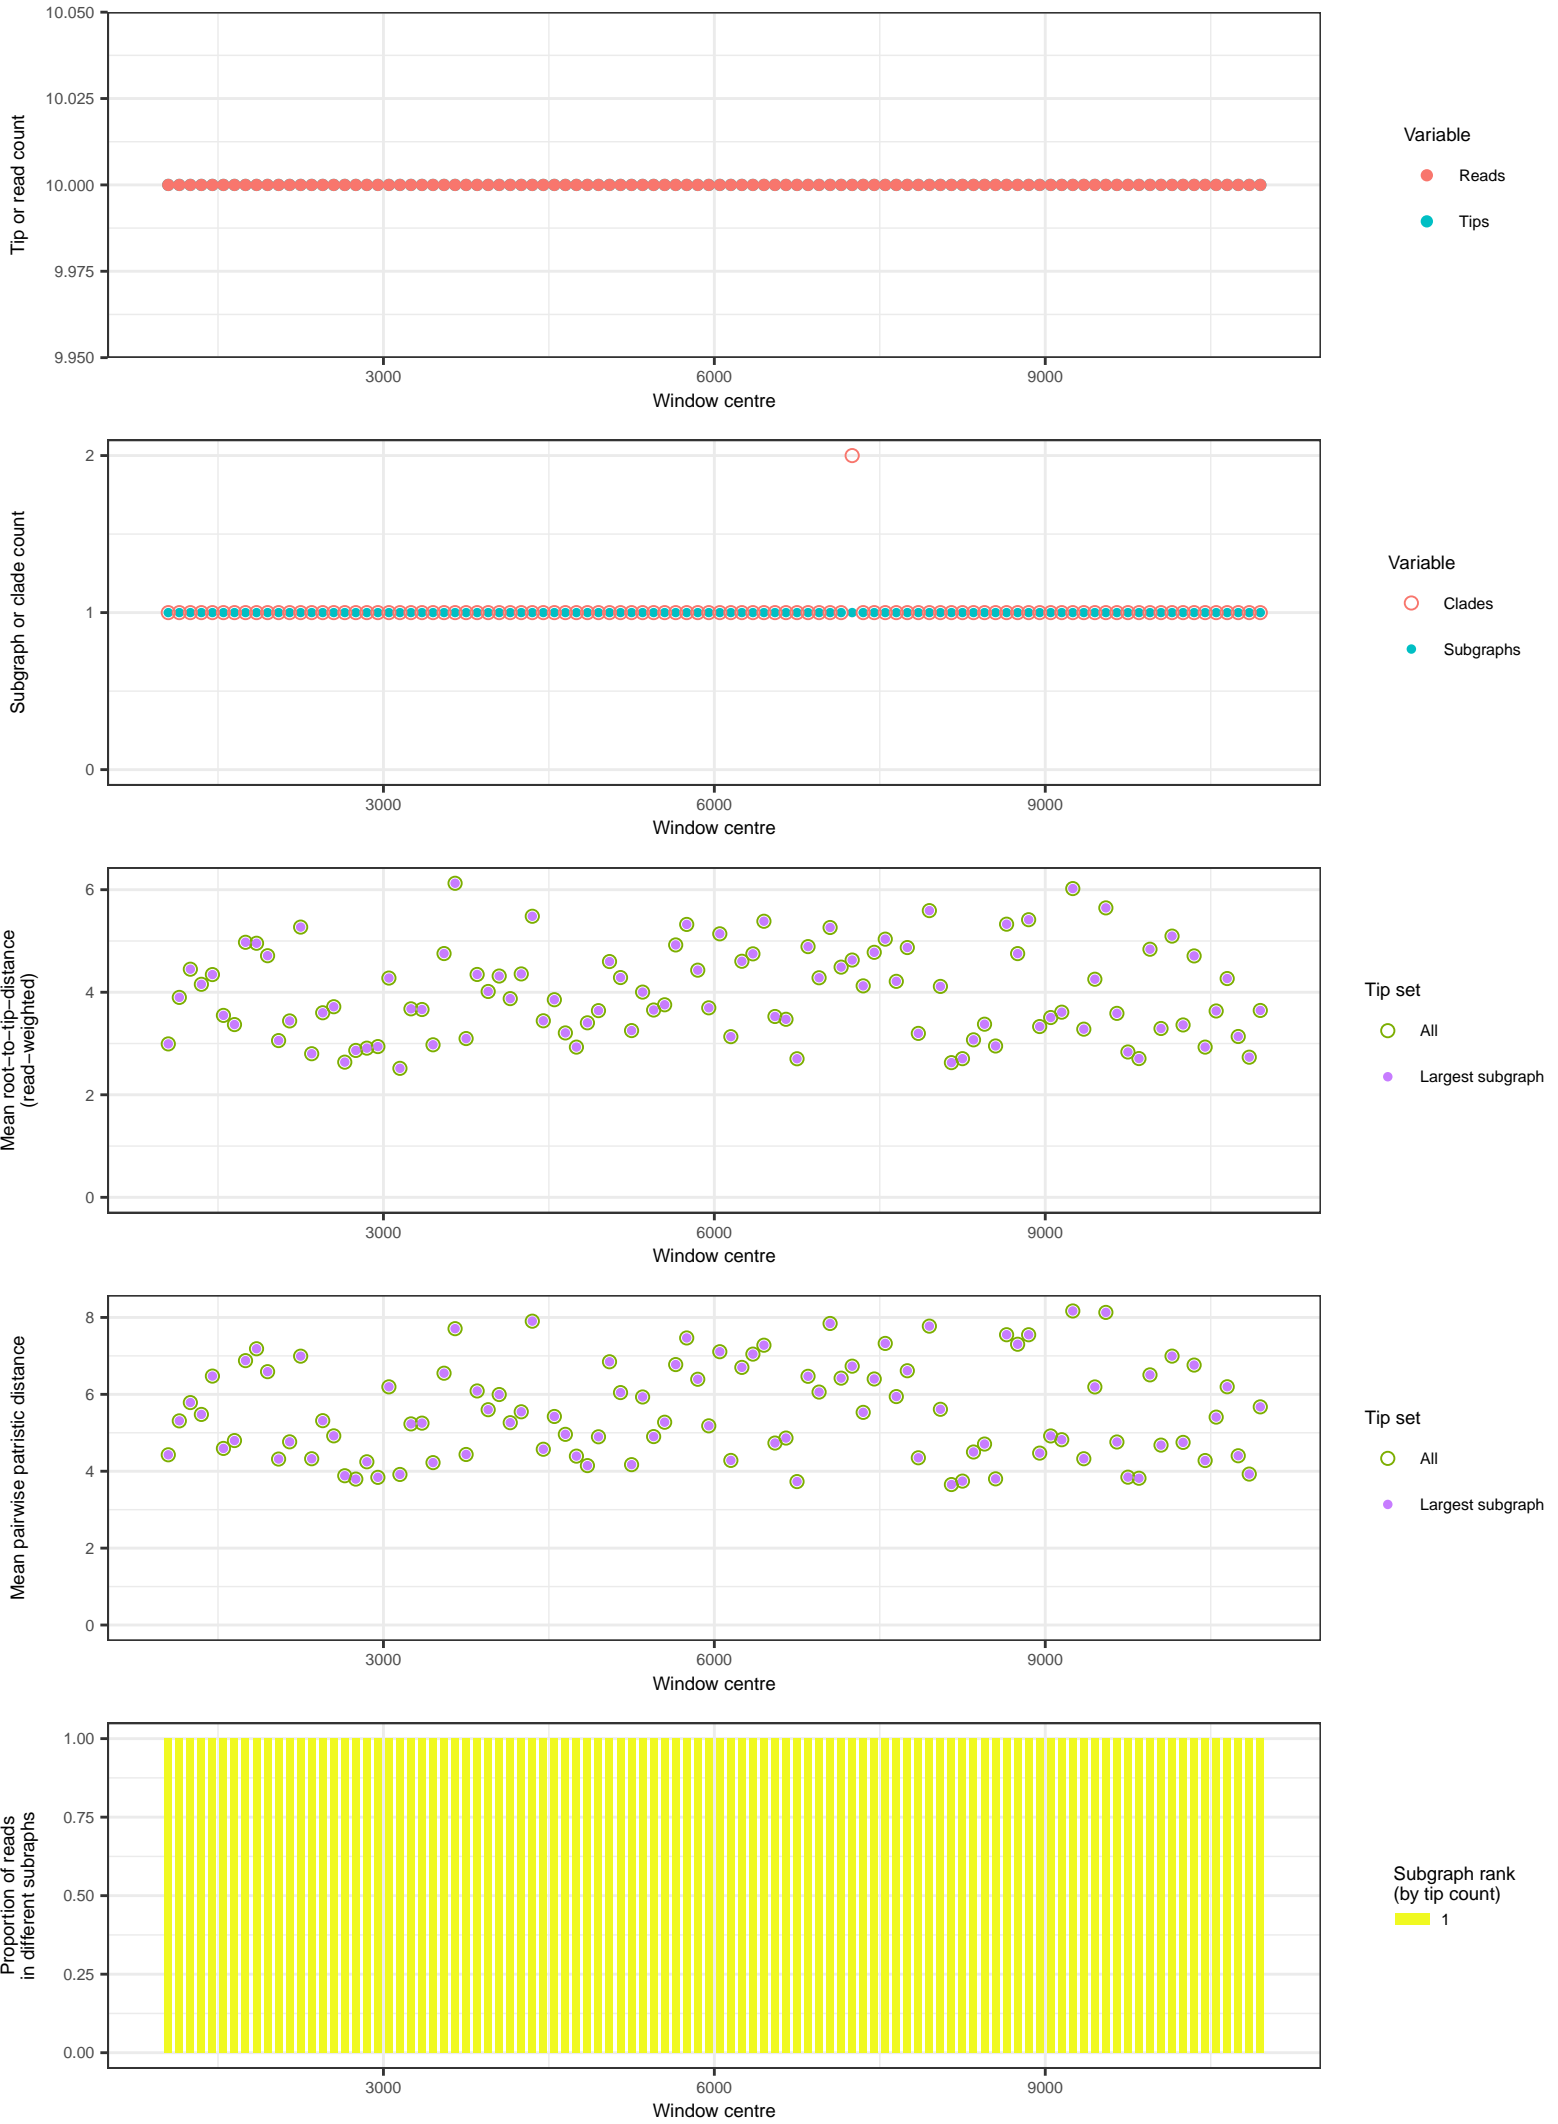 10.050
10.025
10.000
9.975
9.950
Tip or read count
3000
6000
9000
Window centre
Variable
Reads
Tips
2
1
0
Subgraph or clade count
3000
6000
9000
Window centre
Variable
Clades
Subgraphs
6
4
2
0
Mean root−to−tip−distance
(read−weighted)
3000
6000
9000
Window centre
Tip set
All
Largest subgraph
8
6
4
2
0
Mean pairwise patristic distance
3000
6000
9000
Window centre
Tip set
All
Largest subgraph
1.00
0.75
0.50
0.25
0.00
Proportion of reads
in different subraphs
3000
6000
9000
Window centre
Subgraph rank
(by tip count)
1